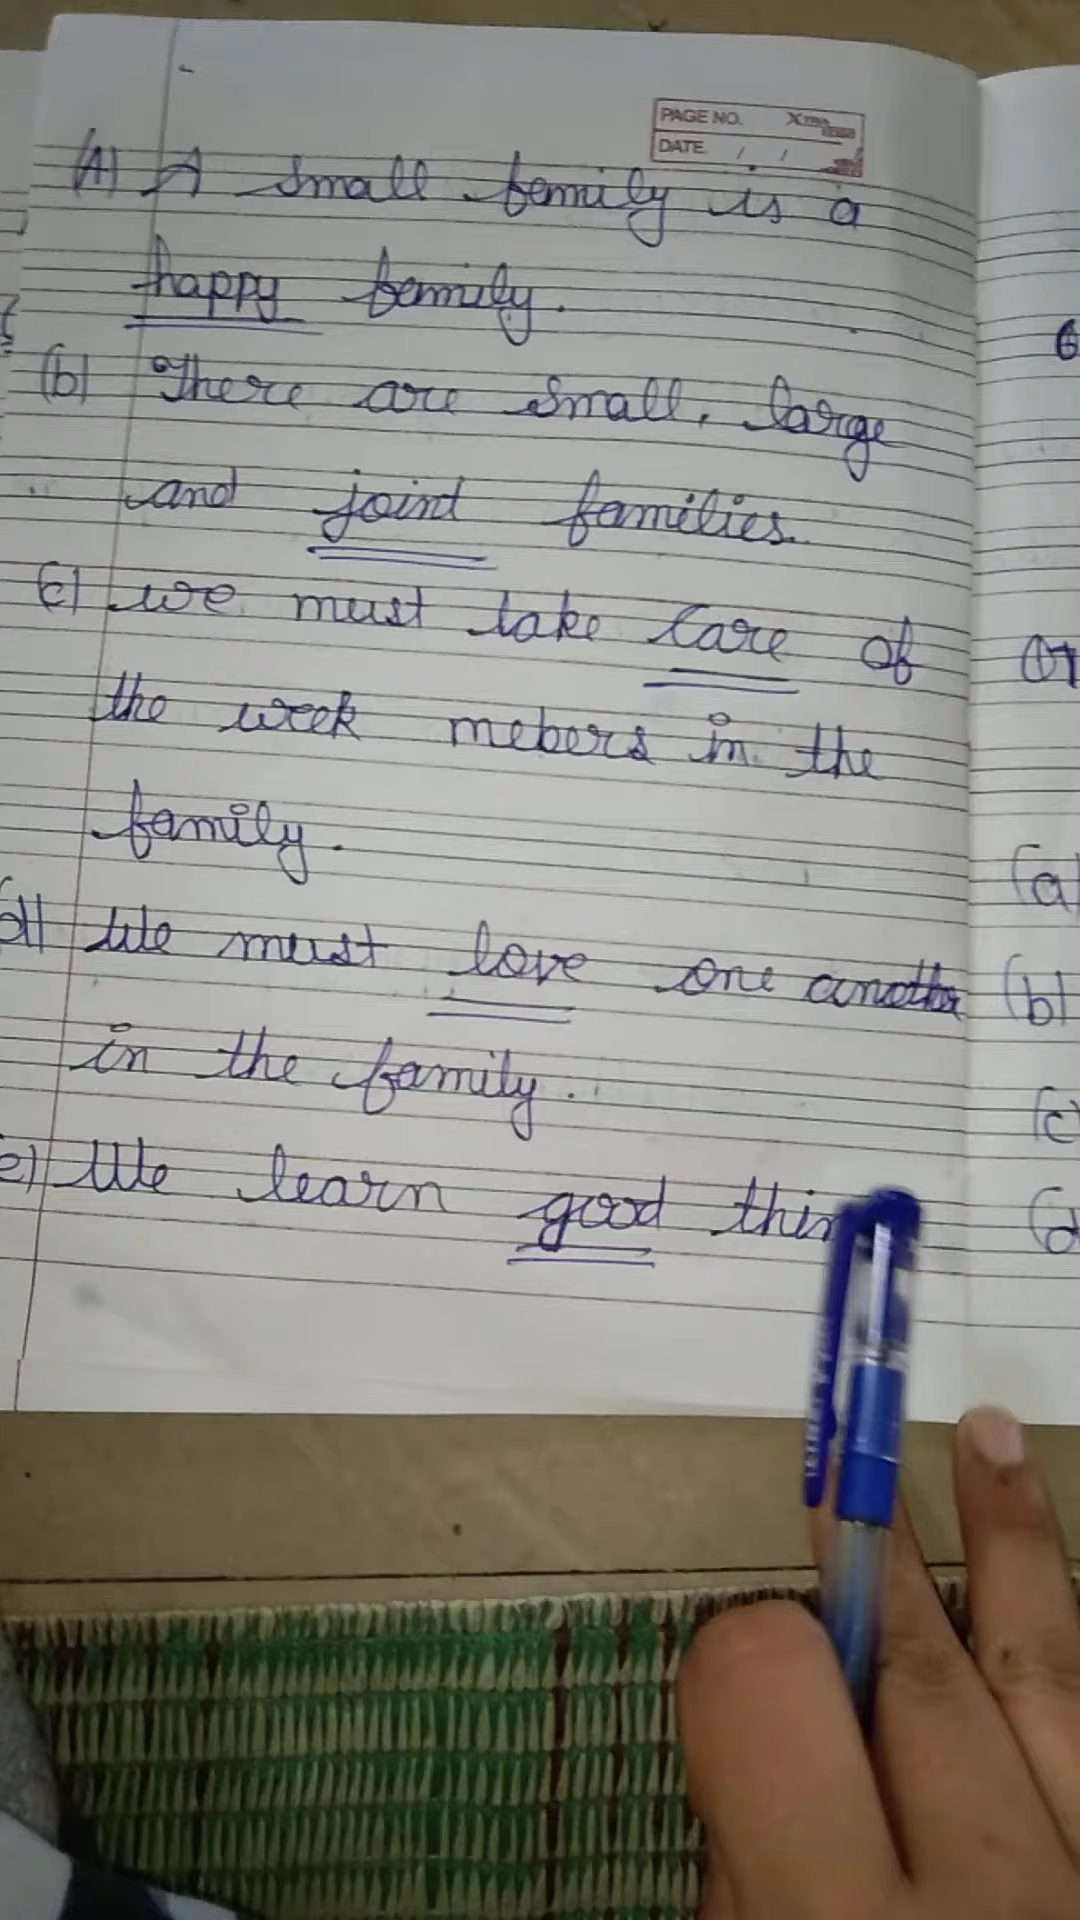 PAGE NO.
DATE / /
(A) A small family is a
happy family.
(b) There are small, large
and joint families.
(c) we must take care of
the week mebers in the
family.
(d) We must love one another
in the family.
(e) We learn good
(a)
(b)
(c)
(d)